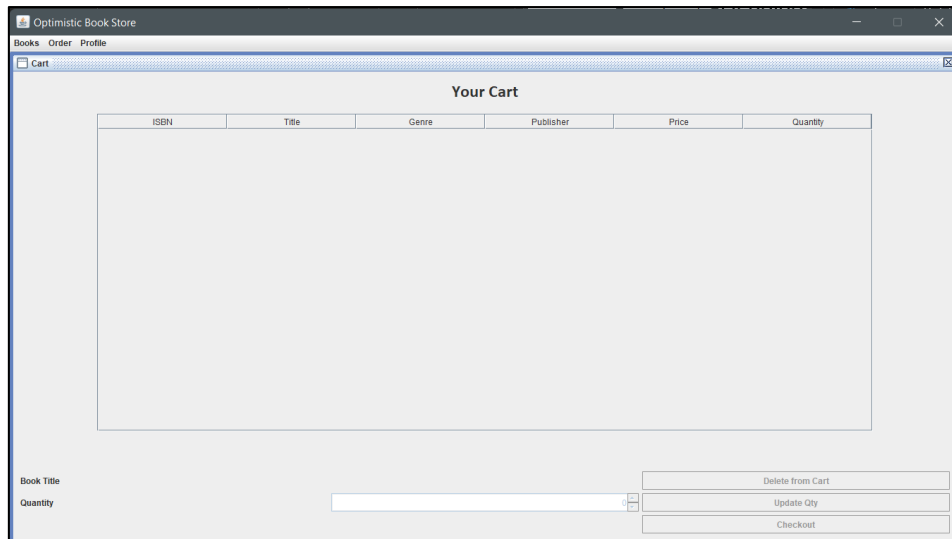 Optimistic Book Store
Books Order Profile
Cart
Your Cart
ISBN Title Genre Publisher Price Quantity
Book Title
Delete from Cart
Quantity 0 Update Qty
Checkout